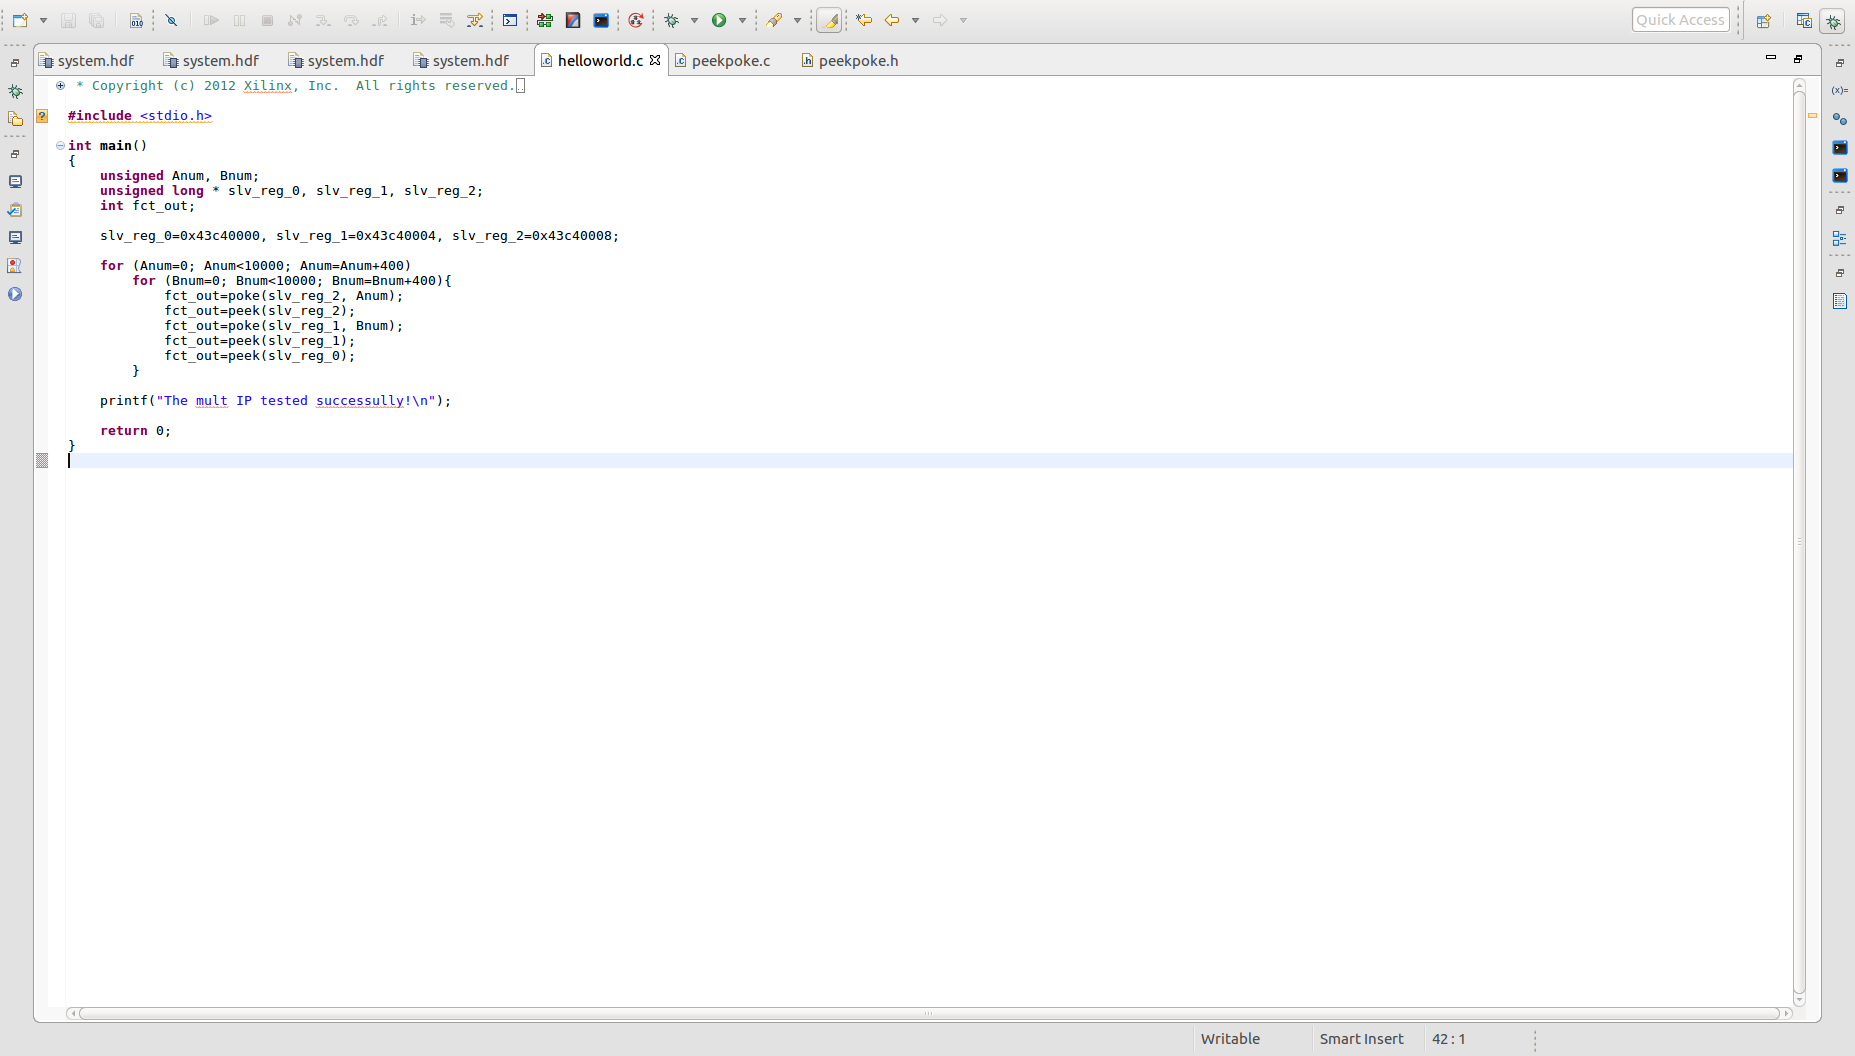 Quick Access
system.hdf system.hdf system.hdf system.hdf helloworld.c peekpoke.c peekpoke.h
* Copyright (c) 2012 Xilinx, Inc.  All rights reserved.
#include <stdio.h>
int main()
{
    unsigned Anum, Bnum;
    unsigned long * slv_reg_0, slv_reg_1, slv_reg_2;
    int fct_out;
    slv_reg_0=0x43c40000, slv_reg_1=0x43c40004, slv_reg_2=0x43c40008;
    for (Anum=0; Anum<10000; Anum=Anum+400)
        for (Bnum=0; Bnum<10000; Bnum=Bnum+400){
            fct_out=poke(slv_reg_2, Anum);
            fct_out=peek(slv_reg_2);
            fct_out=poke(slv_reg_1, Bnum);
            fct_out=peek(slv_reg_1);
            fct_out=peek(slv_reg_0);
        }
    printf("The mult IP tested successully!\n");
    return 0;
}
Writable Smart Insert 42 : 1